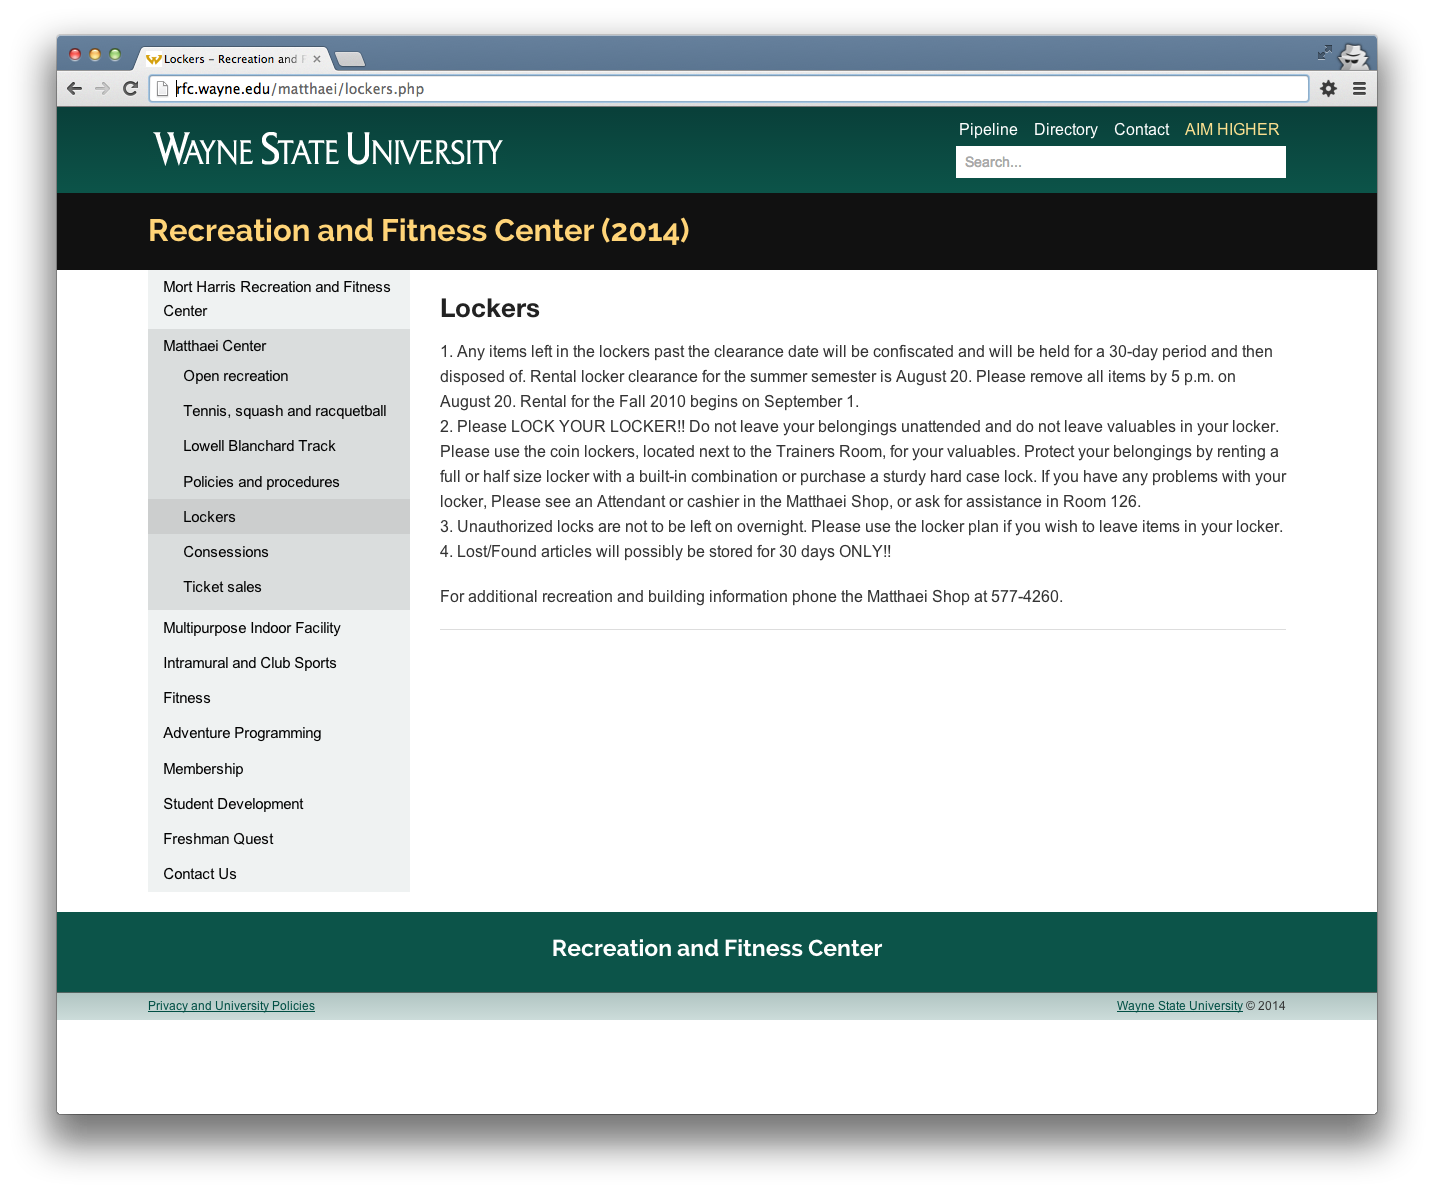 Lockers – Recreation and F
rfc.wayne.edu/matthaei/lockers.php
WAYNE STATE UNIVERSITY
Pipeline Directory Contact AIM HIGHER
Search...
Recreation and Fitness Center (2014)
Mort Harris Recreation and Fitness
Center
Matthaei Center
Open recreation
Tennis, squash and racquetball
Lowell Blanchard Track
Policies and procedures
Lockers
Consessions
Ticket sales
Multipurpose Indoor Facility
Intramural and Club Sports
Fitness
Adventure Programming
Membership
Student Development
Freshman Quest
Contact Us
Lockers
1. Any items left in the lockers past the clearance date will be confiscated and will be held for a 30-day period and then
disposed of. Rental locker clearance for the summer semester is August 20. Please remove all items by 5 p.m. on
August 20. Rental for the Fall 2010 begins on September 1.
2. Please LOCK YOUR LOCKER!! Do not leave your belongings unattended and do not leave valuables in your locker.
Please use the coin lockers, located next to the Trainers Room, for your valuables. Protect your belongings by renting a
full or half size locker with a built-in combination or purchase a sturdy hard case lock. If you have any problems with your
locker, Please see an Attendant or cashier in the Matthaei Shop, or ask for assistance in Room 126.
3. Unauthorized locks are not to be left on overnight. Please use the locker plan if you wish to leave items in your locker.
4. Lost/Found articles will possibly be stored for 30 days ONLY!!
For additional recreation and building information phone the Matthaei Shop at 577-4260.
Recreation and Fitness Center
Privacy and University Policies
Wayne State University © 2014